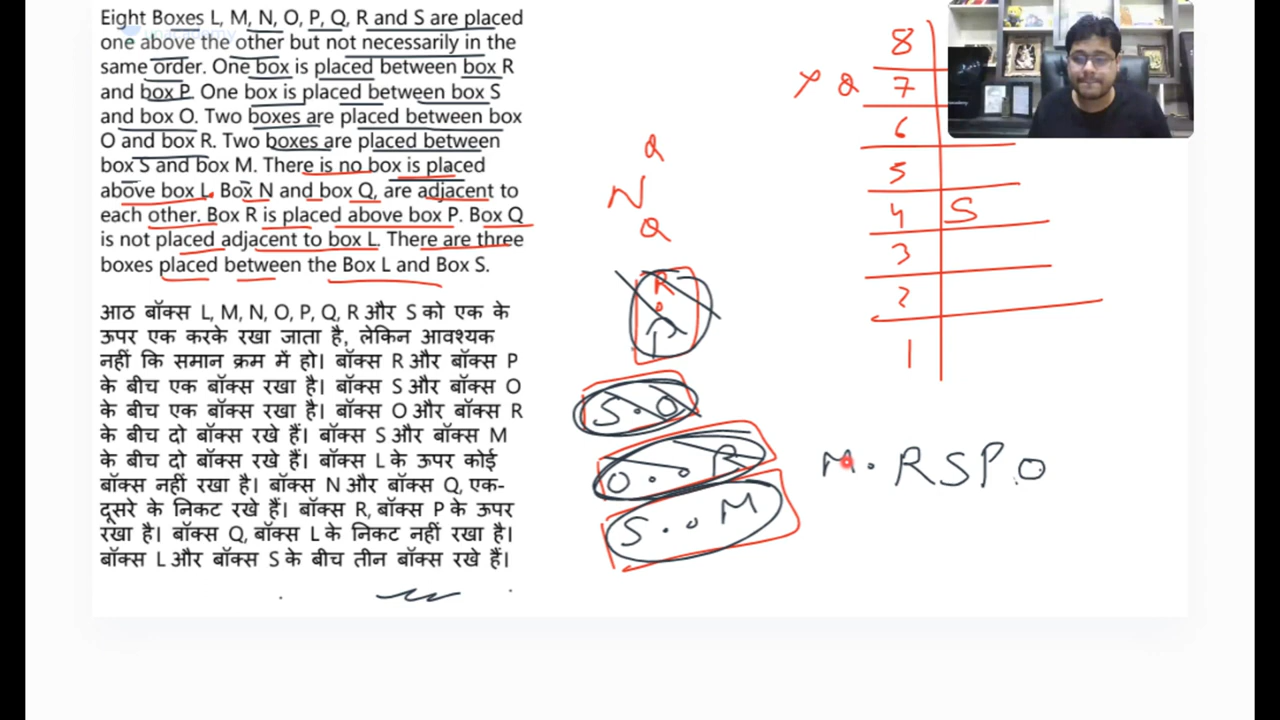 Eight Boxes L, M, N, O, P, Q, R and S are placed
one above the other but not necessarily in the
same order. One box is placed between box R
and box P. One box is placed between box S
and box O. Two boxes are placed between box
O and box R. Two boxes are placed between
box S and box M. There is no box is placed
above box L. Box N and box Q, are adjacent to
each other. Box R is placed above box P. Box Q
is not placed adjacent to box L. There are three
boxes placed between the Box L and Box S.
आठ बॉक्स L, M, N, O, P, Q, R और S को एक के
ऊपर एक करके रखा जाता है, लेकिन आवश्यक
नहीं कि समान क्रम में हो। बॉक्स R और बॉक्स P
के बीच एक बॉक्स रखा है। बॉक्स S और बॉक्स O
के बीच एक बॉक्स रखा है। बॉक्स O और बॉक्स R
के बीच दो बॉक्स रखे हैं। बॉक्स S और बॉक्स M
के बीच दो बॉक्स रखे हैं। बॉक्स L के ऊपर कोई
बॉक्स नहीं रखा है। बॉक्स N और बॉक्स Q, एक-
दूसरे के निकट रखे हैं। बॉक्स R, बॉक्स P के ऊपर
रखा है। बॉक्स Q, बॉक्स L के निकट नहीं रखा है।
बॉक्स L और बॉक्स S के बीच तीन बॉक्स रखे हैं।
Q
N
Q
R
.
P
S . O
O . . R
S . . M
8
x Q 7
6
5
4 S
3
2
1
M . R S P O